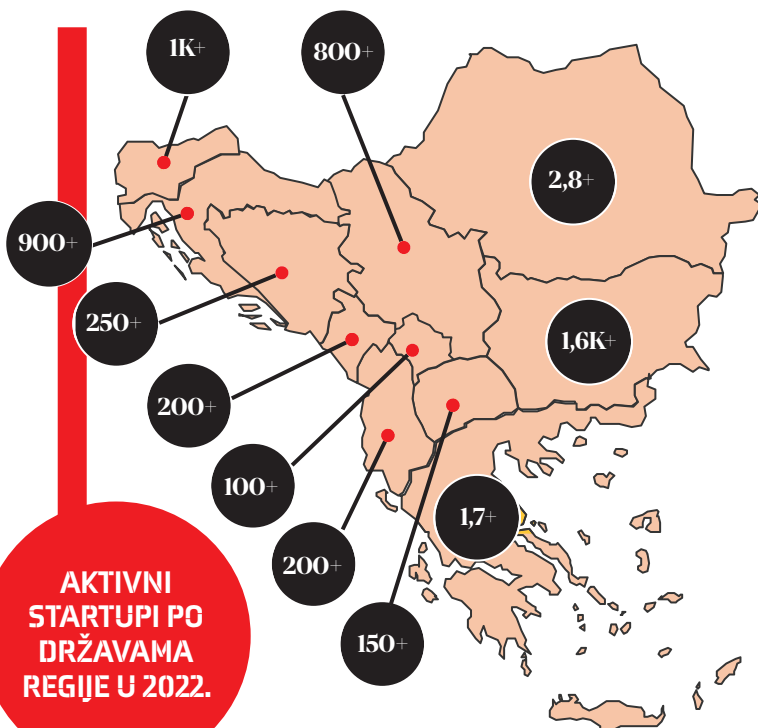 1K+
800+
2,8+
900+
250+
1,6K+
200+
100+
1,7+
200+
150+
AKTIVNI
STARTUPI PO
DRŽAVAMA
REGIJE U 2022.